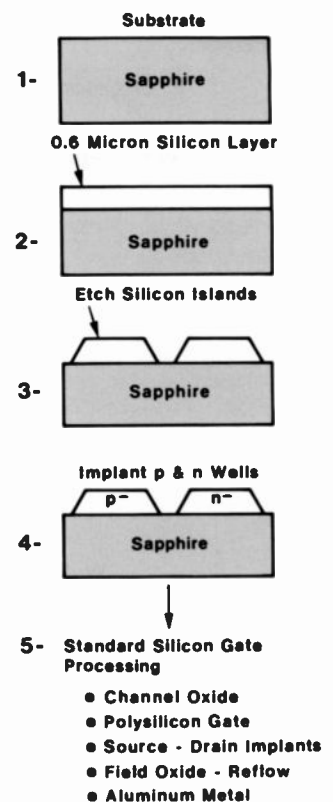 Substrate
1-
Sapphire
0.6 Micron Silicon Layer
2-
Sapphire
Etch Silicon Islands
3-
Sapphire
Implant p & n Wells
p- n-
4-
Sapphire
5- Standard Silicon Gate
Processing
● Channel Oxide
● Polysilicon Gate
● Source - Drain Implants
● Field Oxide - Reflow
● Aluminum Metal